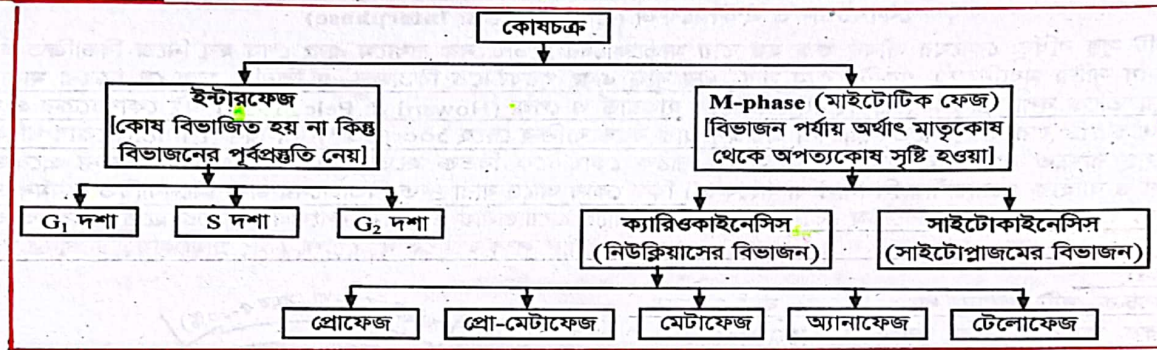 কোষচক্র
ইন্টারফেজ
[কোষ বিভাজিত হয় না কিন্তু
বিভাজনের পূর্বপ্রস্তুতি নেয়]
M-phase (মাইটোটিক ফেজ)
[বিভাজন পর্যায় অর্থাৎ মাতৃকোষ
থেকে অপত্যকোষ সৃষ্টি হওয়া]
G₁ দশা
S দশা
G₂ দশা
ক্যারিওকাইনেসিস
(নিউক্লিয়াসের বিভাজন)
সাইটোকাইনেসিস
(সাইটোপ্লাজমের বিভাজন)
প্রোফেজ
প্রো-মেটাফেজ
মেটাফেজ
অ্যানাফেজ
টেলোফেজ